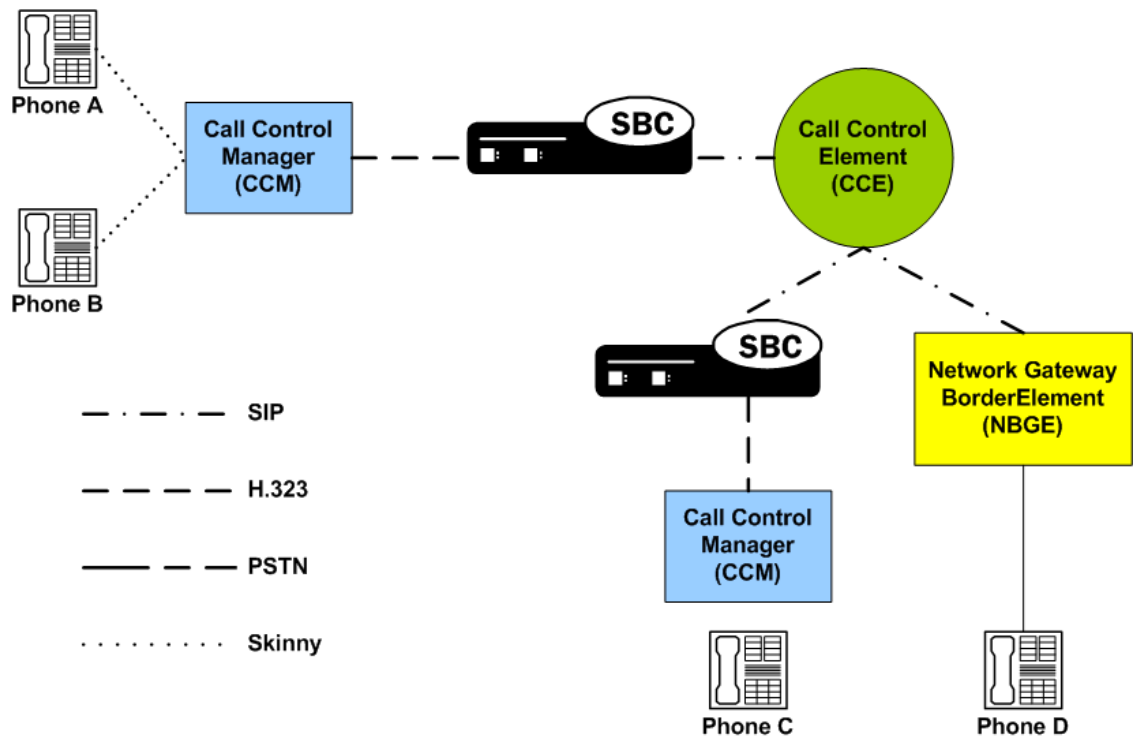 Phone A
Call Control
Manager
(CCM)
SBC
Call Control
Element
(CCE)
Phone B
SBC
Network Gateway
BorderElement
(NBGE)
SIP
H.323
PSTN
Skinny
Call Control
Manager
(CCM)
Phone C
Phone D